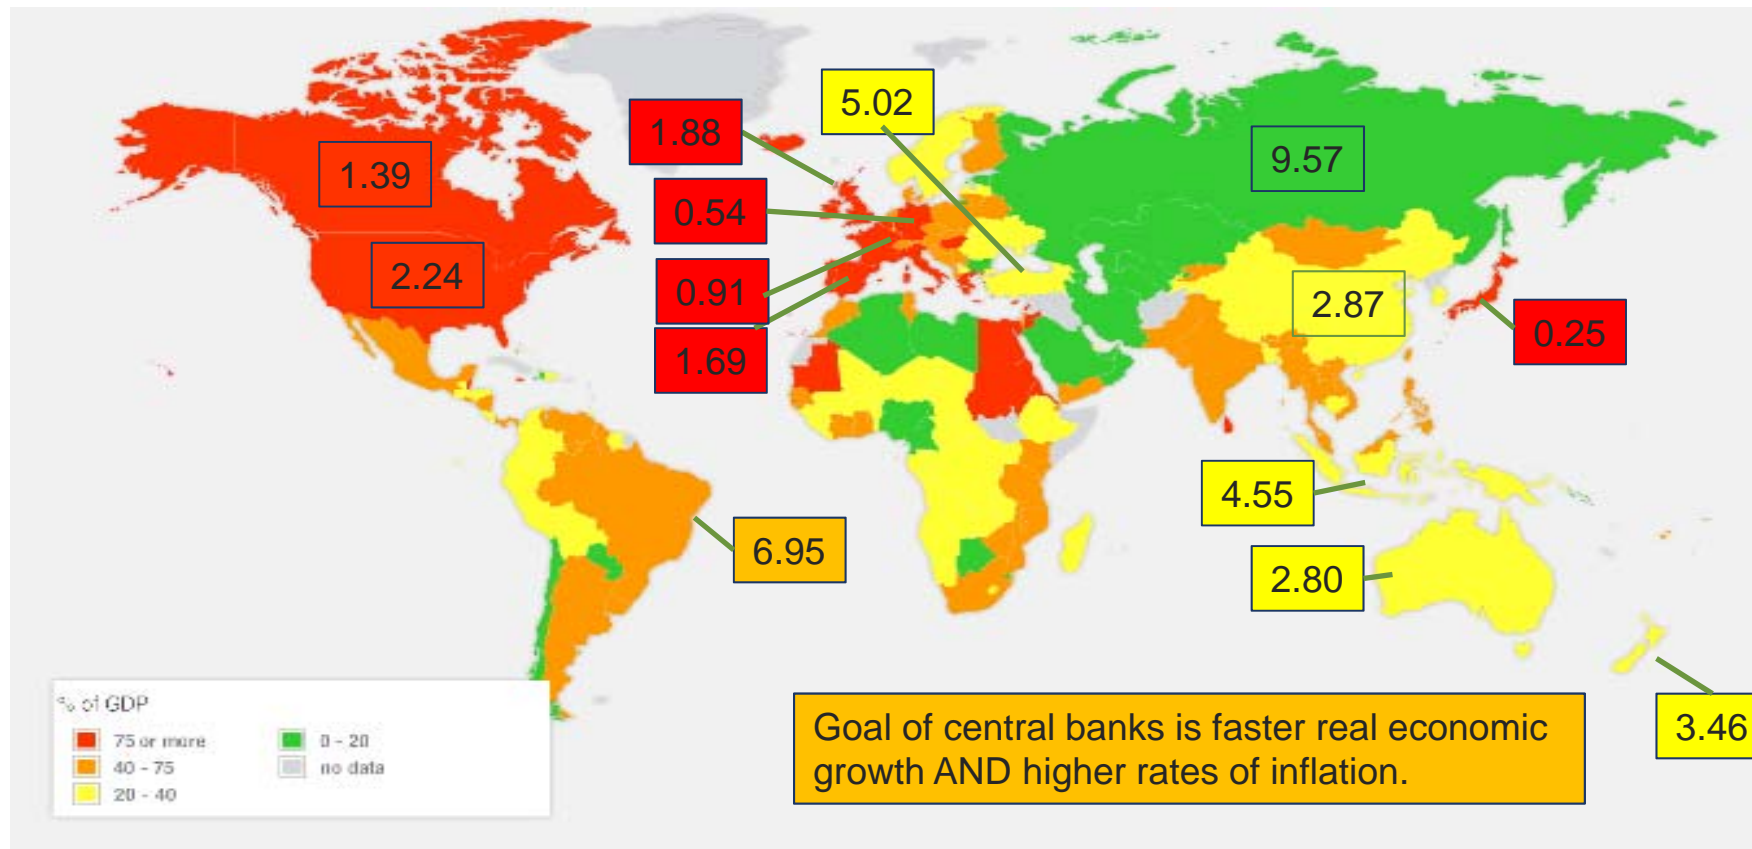 5.02
1.88
1.39
9.57
0.54
2.24
0.91
2.87
0.25
1.69
4.55
6.95
2.80
% of GDP
75 or more
0 - 20
40 - 75
no data
20 - 40
Goal of central banks is faster real economic
growth AND higher rates of inflation.
3.46